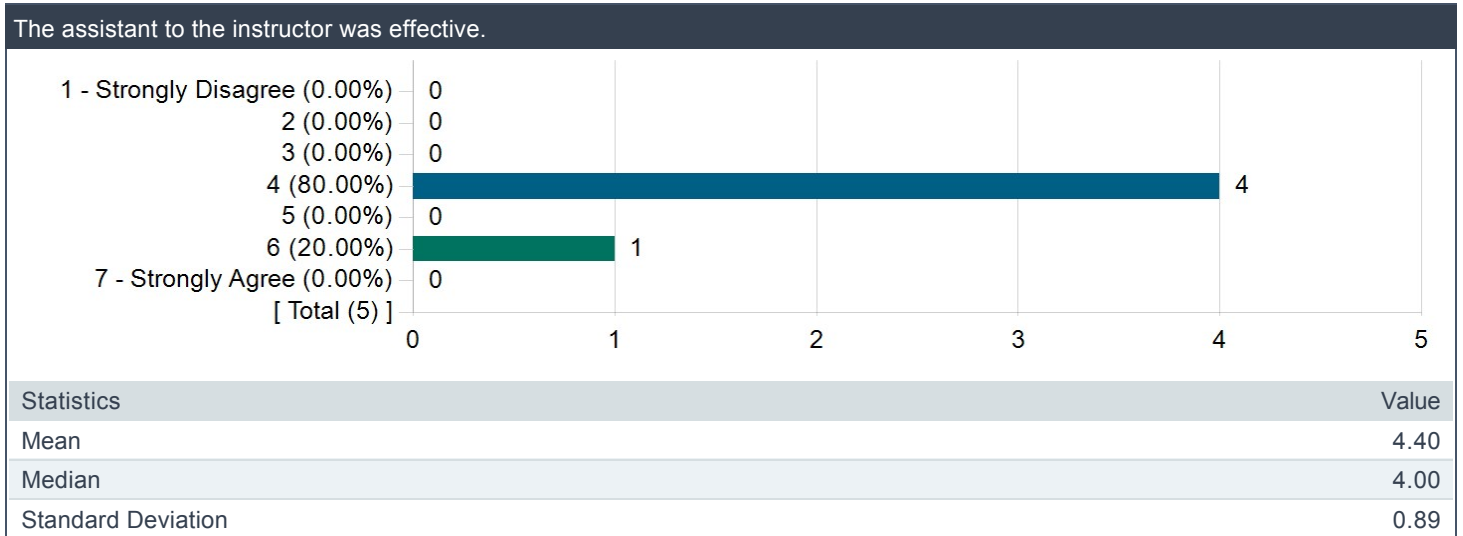 The assistant to the instructor was effective.
1 - Strongly Disagree (0.00%) 0
2 (0.00%) 0
3 (0.00%) 0
4 (80.00%) 4
5 (0.00%) 0
6 (20.00%) 1
7 - Strongly Agree (0.00%) 0
[ Total (5) ]
0 1 2 3 4 5
Statistics Value
Mean 4.40
Median 4.00
Standard Deviation 0.89